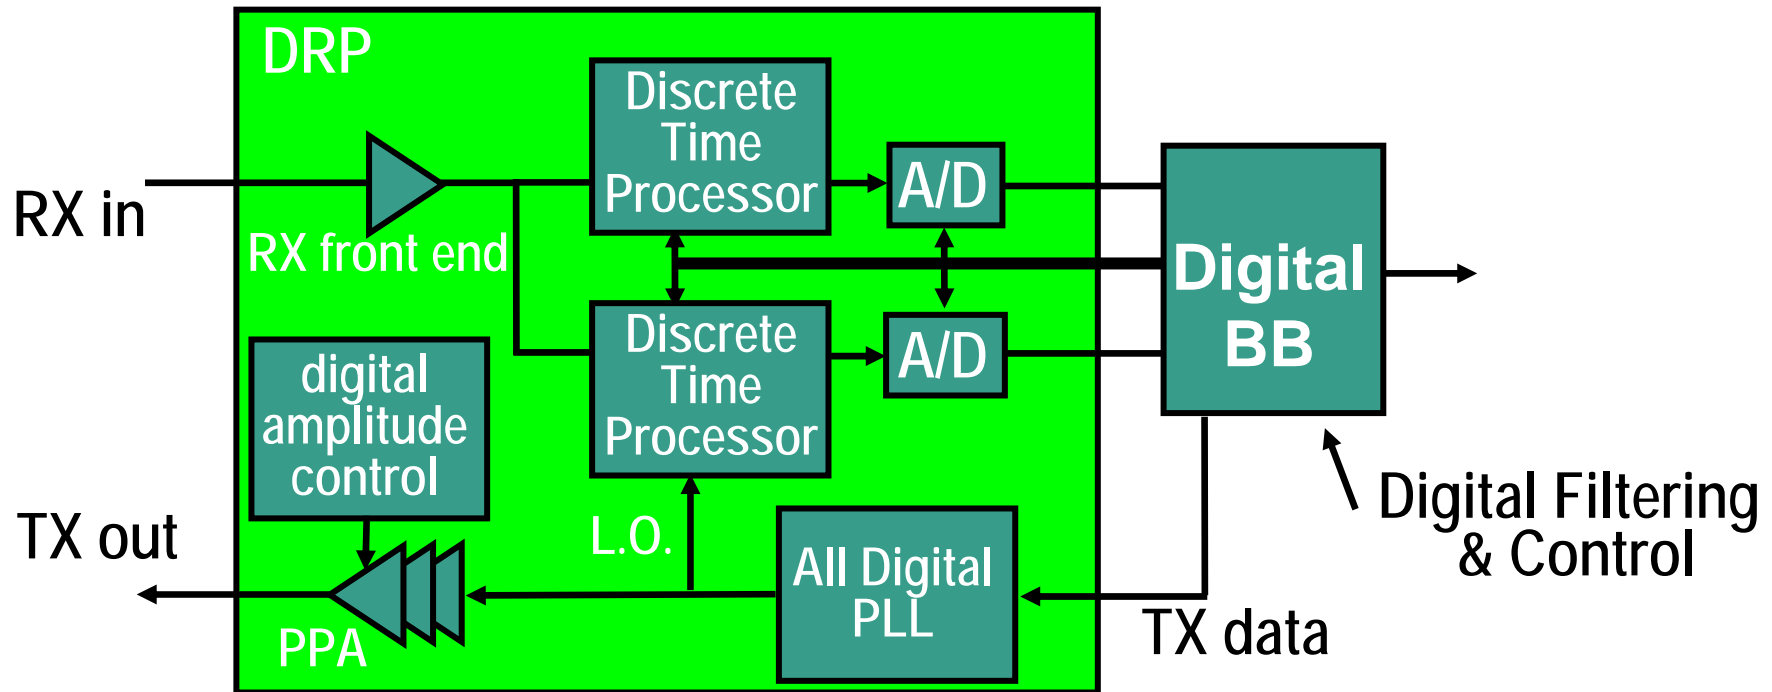 DRP
Discrete
Time
Processor
A/D
RX in
RX front end
Digital
BB
Discrete
Time
Processor
A/D
digital
amplitude
control
TX out
L.O.
All Digital
PLL
PPA
TX data
Digital Filtering
& Control